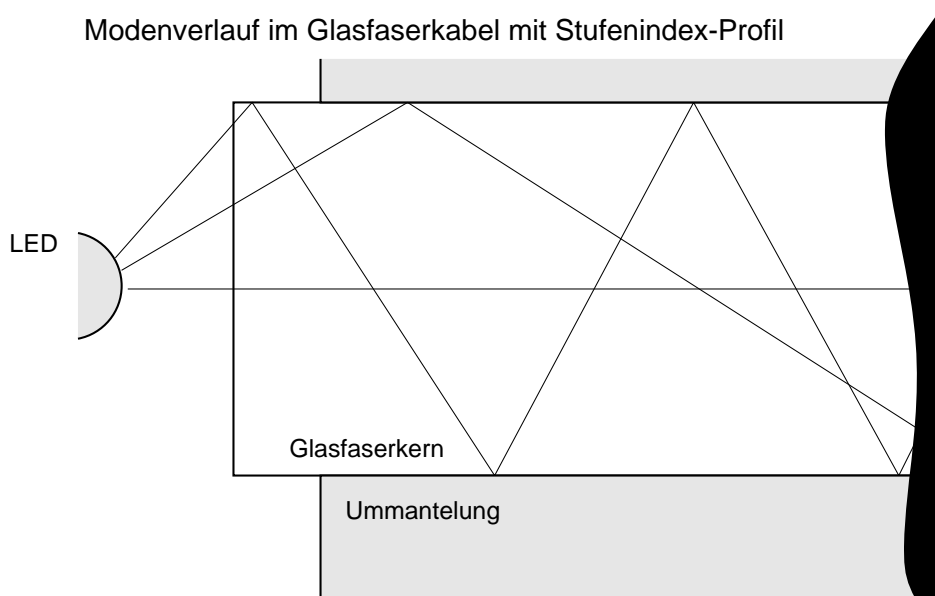 Modenverlauf im Glasfaserkabel mit Stufenindex-Profil
LED
Glasfaserkern
Ummantelung